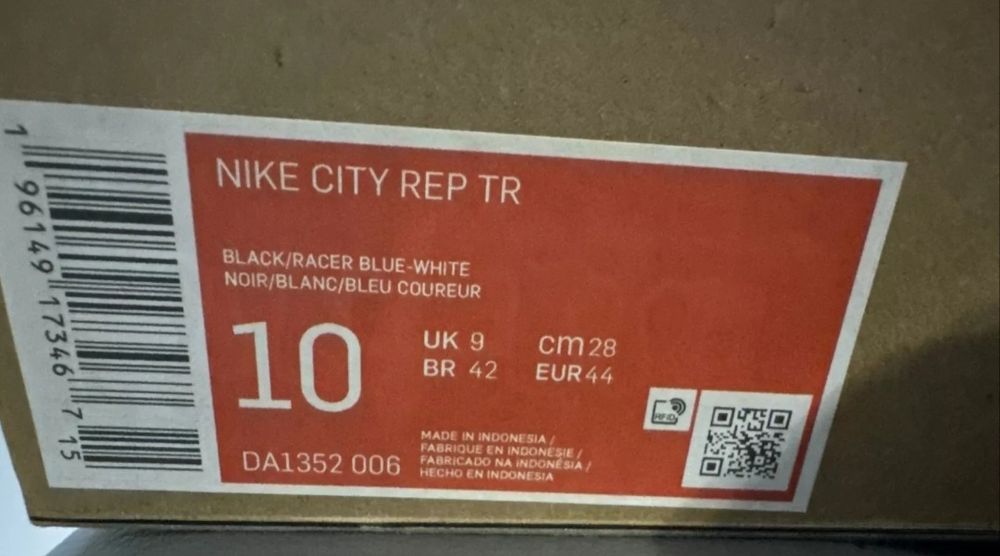 NIKE CITY REP TR
BLACK/RACER BLUE-WHITE
NOIR/BLANC/BLEU COUREUR
10
UK 9 cm 28
BR 42 EUR 44
RFID
DA1352 006
MADE IN INDONESIA /
FABRIQUE EN INDONÉSIE /
FABRICADO NA INDONÉSIA /
HECHO EN INDONESIA
1 96149 17346 7 15